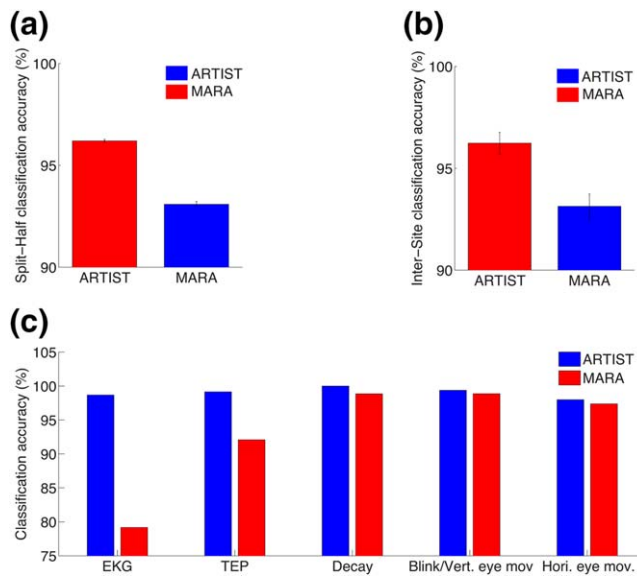 (a)
Split-Half classification accuracy (%)
100
95
90
ARTIST
MARA
ARTIST
MARA
(b)
Inter-Site classification accuracy (%)
100
95
90
ARTIST
MARA
ARTIST
MARA
(c)
Classification accuracy (%)
105
100
95
90
85
80
75
ARTIST
MARA
EKG
TEP
Decay
Blink/Vert. eye mov
Hori. eye mov.